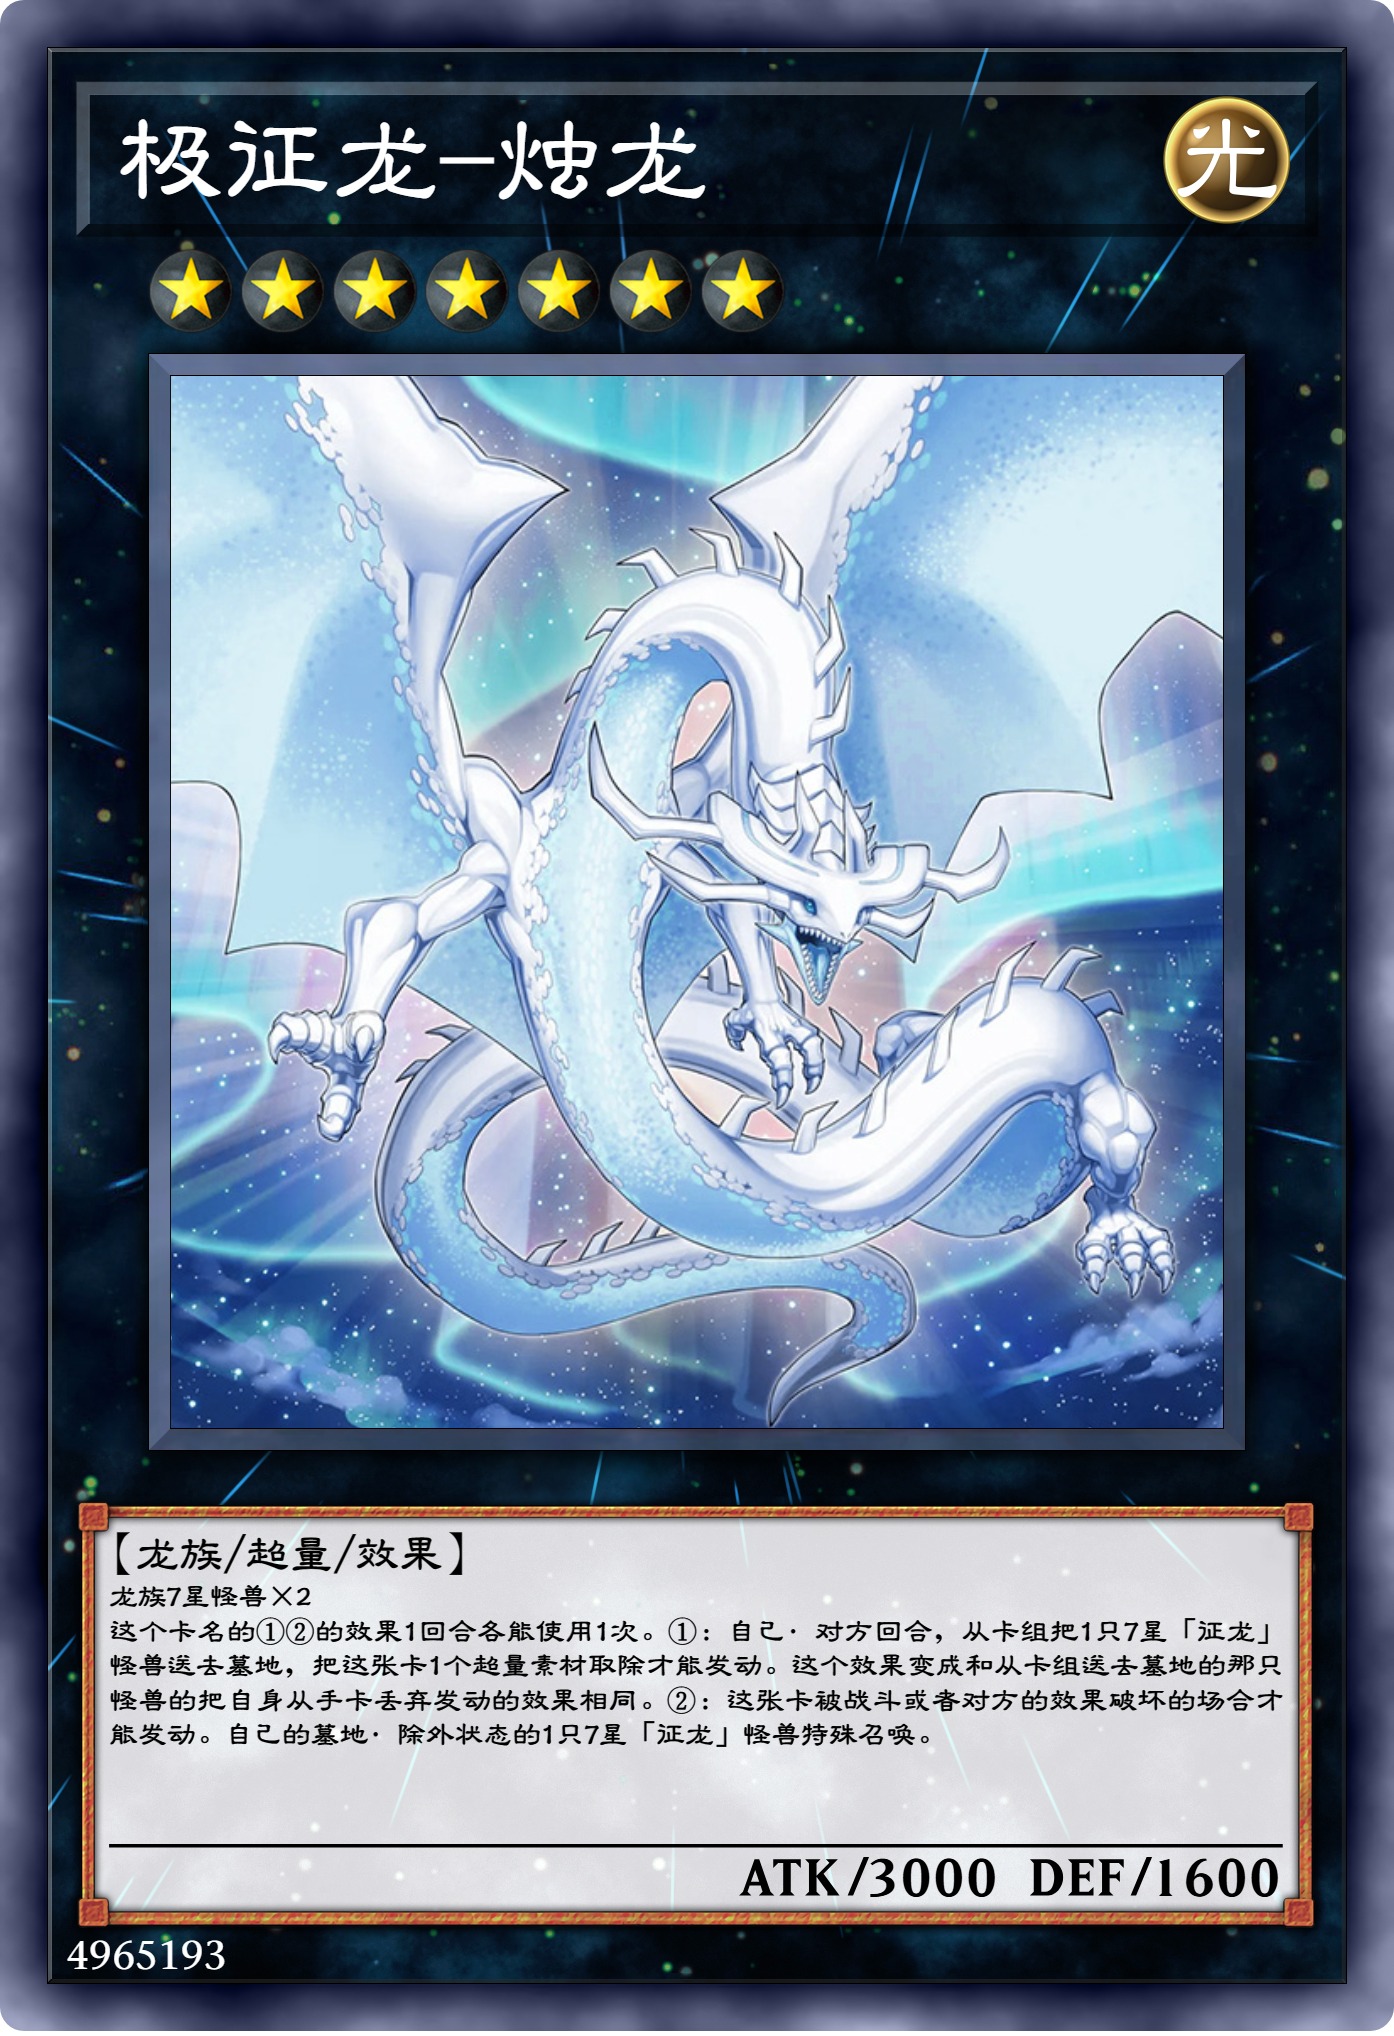 极征龙-烛龙
光
【龙族/超量/效果】
龙族7星怪兽×2
这个卡名的①②的效果1回合各能使用1次。①：自己·对方回合，从卡组把1只7星「征龙」
怪兽送去墓地，把这张卡1个超量素材取除才能发动。这个效果变成和从卡组送去墓地的那只
怪兽的把自身从手卡丢弃发动的效果相同。②：这张卡被战斗或者对方的效果破坏的场合才
能发动。自己的墓地·除外状态的1只7星「征龙」怪兽特殊召唤。
ATK/3000 DEF/1600
4965193